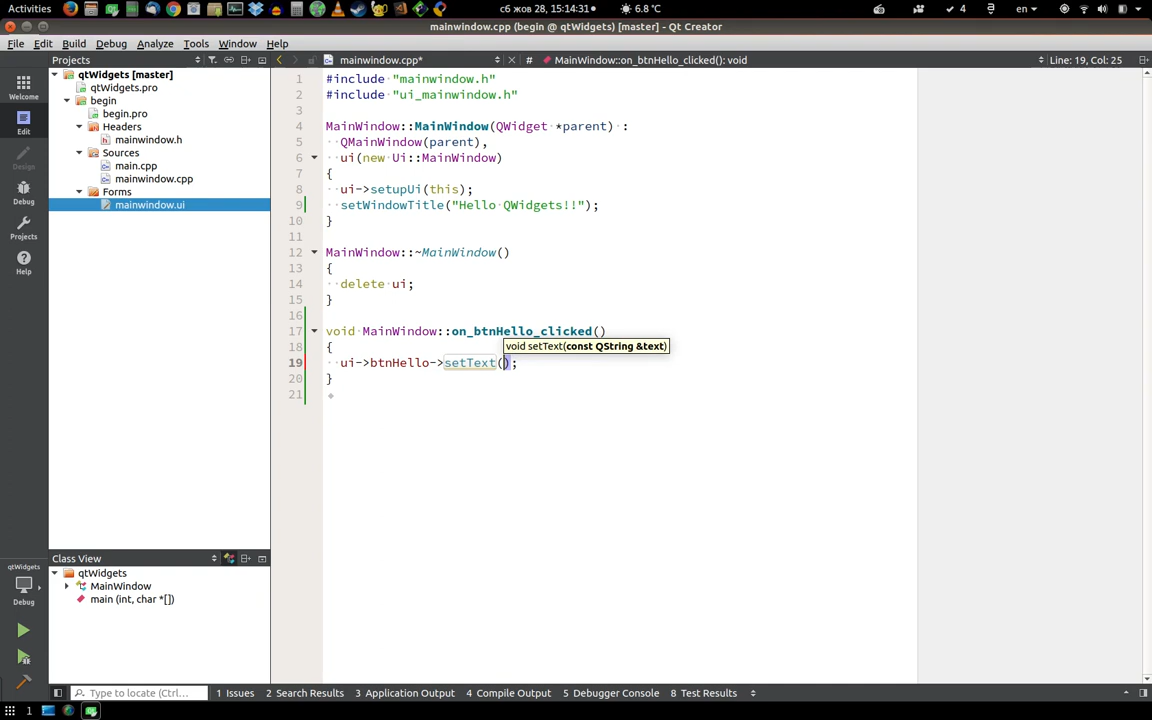 Activities
сб жов 28, 15:14:31
6.8 °C
4
en
mainwindow.cpp (begin @ qtWidgets) [master] - Qt Creator
File Edit Build Debug Analyze Tools Window Help
Projects
mainwindow.cpp*
#
MainWindow::on_btnHello_clicked(): void
Line: 19, Col: 25
Welcome
Edit
Design
Debug
Projects
Help
qtWidgets
Debug
qtWidgets [master]
qtWidgets.pro
begin
begin.pro
Headers
mainwindow.h
Sources
main.cpp
mainwindow.cpp
Forms
mainwindow.ui
Class View
qtWidgets
MainWindow
main (int, char *[])
1 #include "mainwindow.h"
2 #include "ui_mainwindow.h"
3
4 MainWindow::MainWindow(QWidget *parent) :
5 QMainWindow(parent),
6 ui(new Ui::MainWindow)
7 {
8 ui->setupUi(this);
9 setWindowTitle("Hello QWidgets!!");
10 }
11
12 MainWindow::~MainWindow()
13 {
14 delete ui;
15 }
16
17 void MainWindow::on_btnHello_clicked()
18 {
void setText(const QString &text)
19 ui->btnHello->setText();
20 }
21
Type to locate (Ctrl-...
1 Issues 2 Search Results 3 Application Output 4 Compile Output 5 Debugger Console 8 Test Results
1